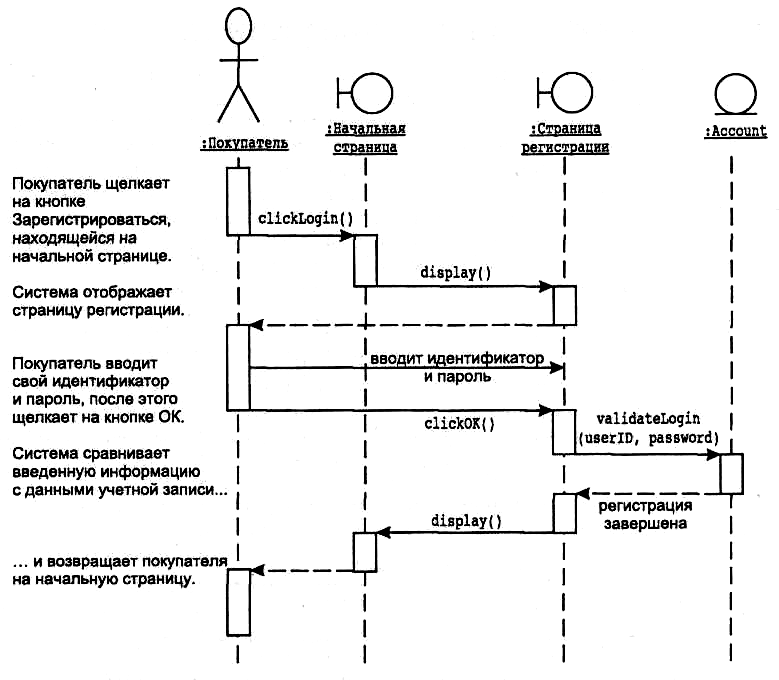 :Покупатель
:Начальная
страница
:Страница
регистрации
:Account
Покупатель щелкает
на кнопке
Зарегистрироваться,
находящейся на
начальной странице.
clickLogin()
display()
Система отображает
страницу регистрации.
Покупатель вводит
свой идентификатор
и пароль, после этого
щелкает на кнопке ОК.
вводит идентификатор
и пароль
clickOK()
validateLogin
(userID, password)
Система сравнивает
введенную информацию
с данными учетной записи...
регистрация
завершена
display()
... и возвращает покупателя
на начальную страницу.